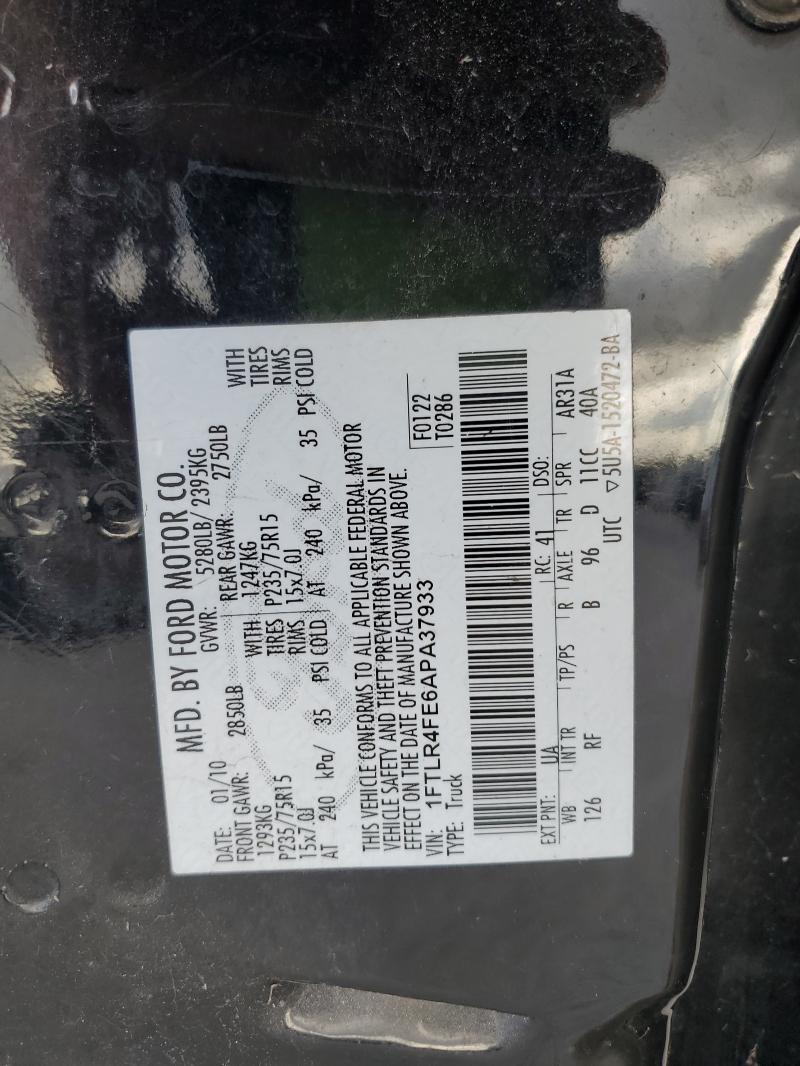 MFD. BY FORD MOTOR CO.
DATE: 01/10 GVWR: 5280LB/ 2395KG
FRONT GAWR: 2850LB REAR GAWR: 2750LB
1293KG WITH 1247KG WITH
P235/75R15 TIRES P235/75R15 TIRES
15x7.0J RIMS 15x7.0J RIMS
AT 240 kPa/ 35 PSI COLD AT 240 kPa/ 35 PSI COLD
THIS VEHICLE CONFORMS TO ALL APPLICABLE FEDERAL MOTOR
VEHICLE SAFETY AND THEFT PREVENTION STANDARDS IN
EFFECT ON THE DATE OF MANUFACTURE SHOWN ABOVE.
VIN: 1FTLR4FE6APA37933 F0122
TYPE: Truck T0286
EXT PNT: UA RC: 41 DSO:
WB INT TR TP/PS R AXLE TR SPR AR31A
126 RF B 96 D 11CC 40A
UTC ▽5U5A-1520472-BA